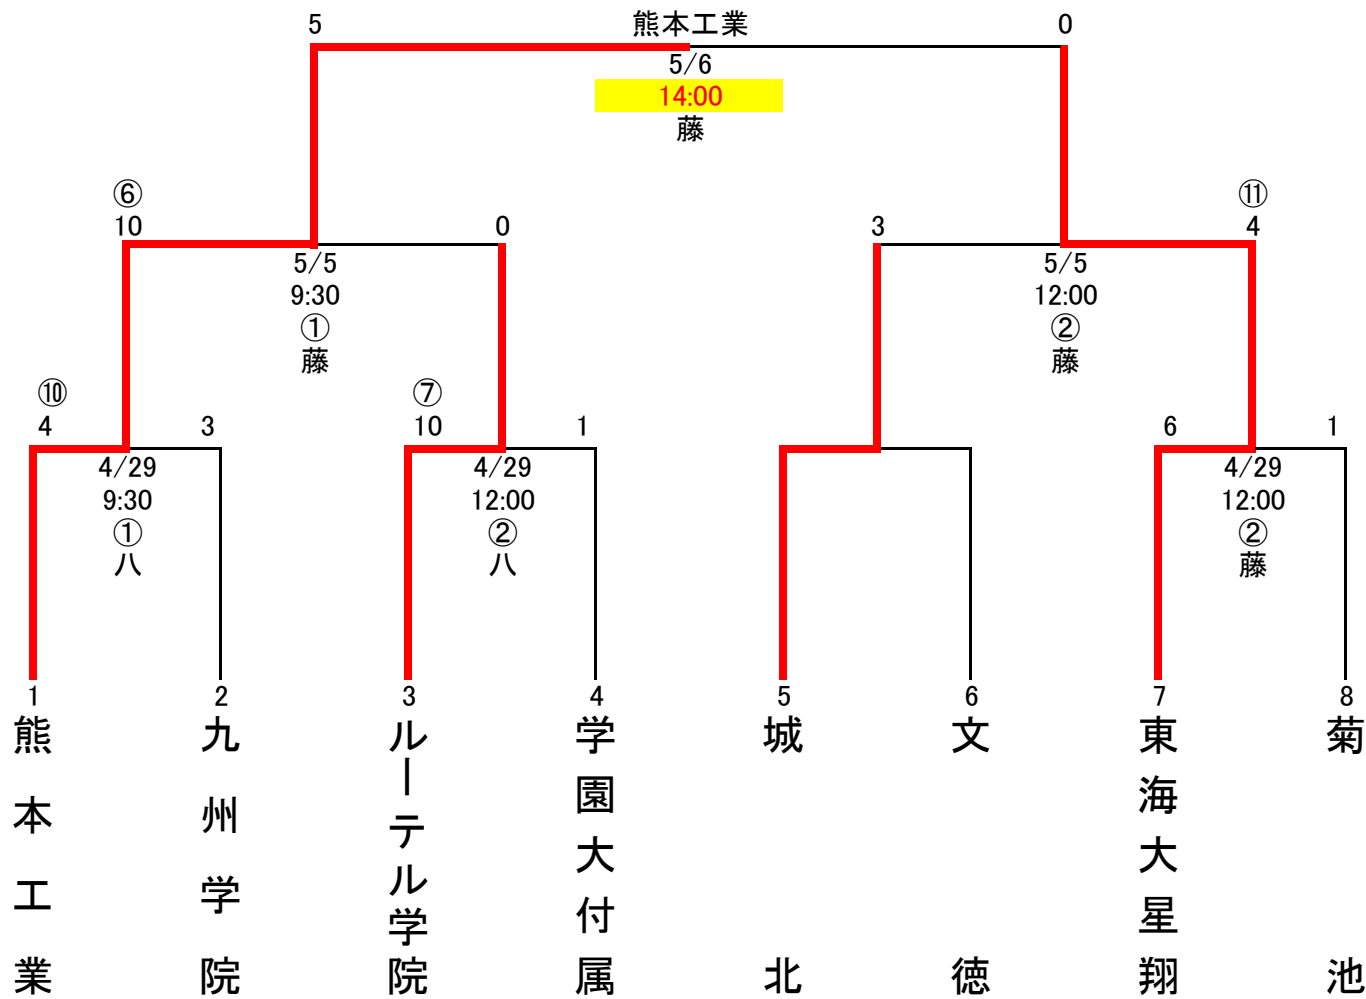 5 熊本工業 0
5/6
14:00
藤
⑥ ⑪
10 0 3 4
5/5 5/5
9:30 12:00
① ②
藤 藤
⑩ ⑦
4 3 10 1 6 1
4/29 4/29 4/29
9:30 12:00 12:00
① ② ②
八 八 藤
1 2 3 4 5 6 7 8
熊本工業
九州学院
ルーテル学院
学園大付属
城北
文徳
東海大星翔
菊池